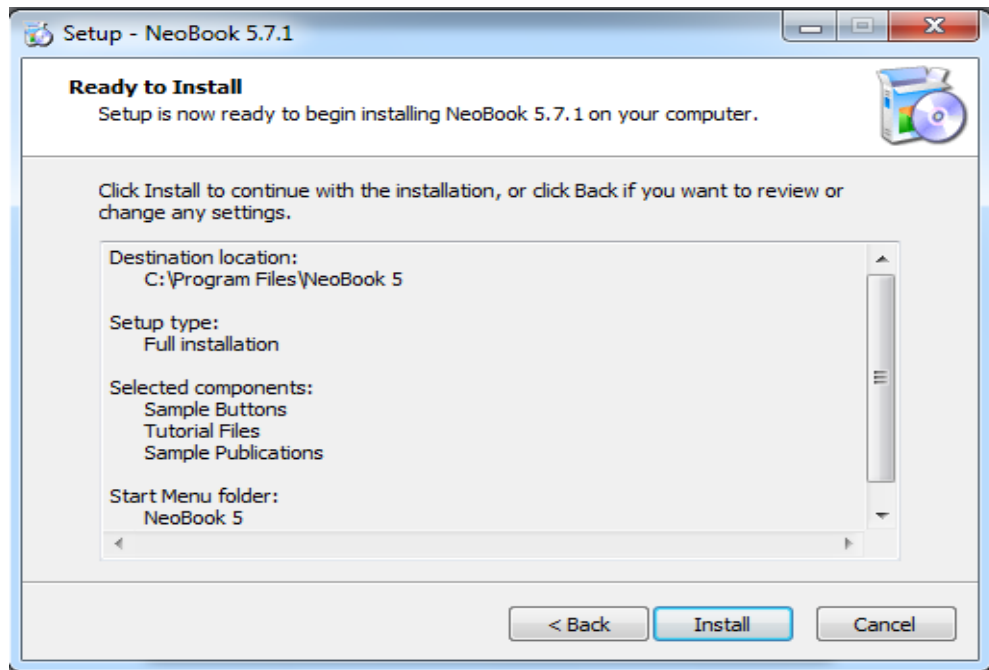 Setup - NeoBook 5.7.1
Ready to Install
Setup is now ready to begin installing NeoBook 5.7.1 on your computer.
Click Install to continue with the installation, or click Back if you want to review or
change any settings.
Destination location:
C:\Program Files\NeoBook 5
Setup type:
Full installation
Selected components:
Sample Buttons
Tutorial Files
Sample Publications
Start Menu folder:
NeoBook 5
< Back Install Cancel